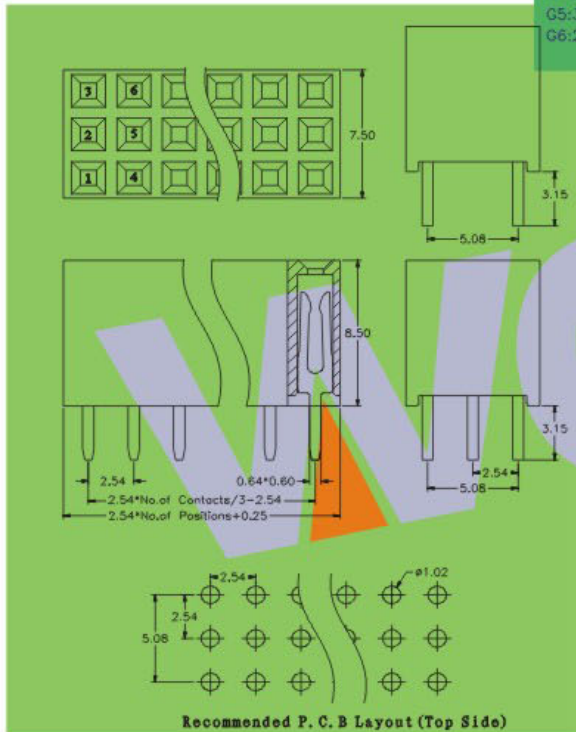 G5:
G6:
3 6
2 5
1 4
7.50
3.15
5.08
8.50
3.15
2.54
5.08
2.54
0.64*0.60
2.54*No.of Contacts/3-2.54
2.54*No.of Positions+0.25
2.54
ø1.02
2.54
5.08
Recommended P.C.B Layout (Top Side)